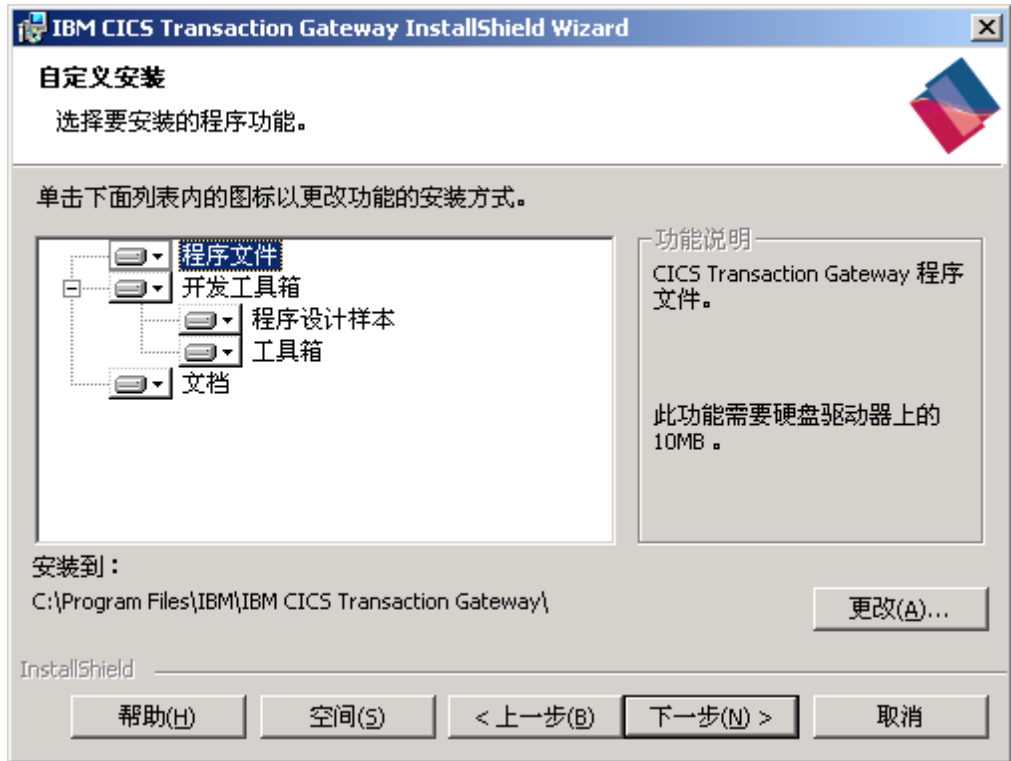 IBM CICS Transaction Gateway InstallShield Wizard
自定义安装
选择要安装的程序功能。
单击下面列表内的图标以更改功能的安装方式。
程序文件
开发工具箱
程序设计样本
工具箱
文档
功能说明
CICS Transaction Gateway 程序
文件。
此功能需要硬盘驱动器上的
10MB 。
安装到：
C:\Program Files\IBM\IBM CICS Transaction Gateway\
更改(A)...
InstallShield
帮助(H)
空间(S)
< 上一步(B)
下一步(N) >
取消